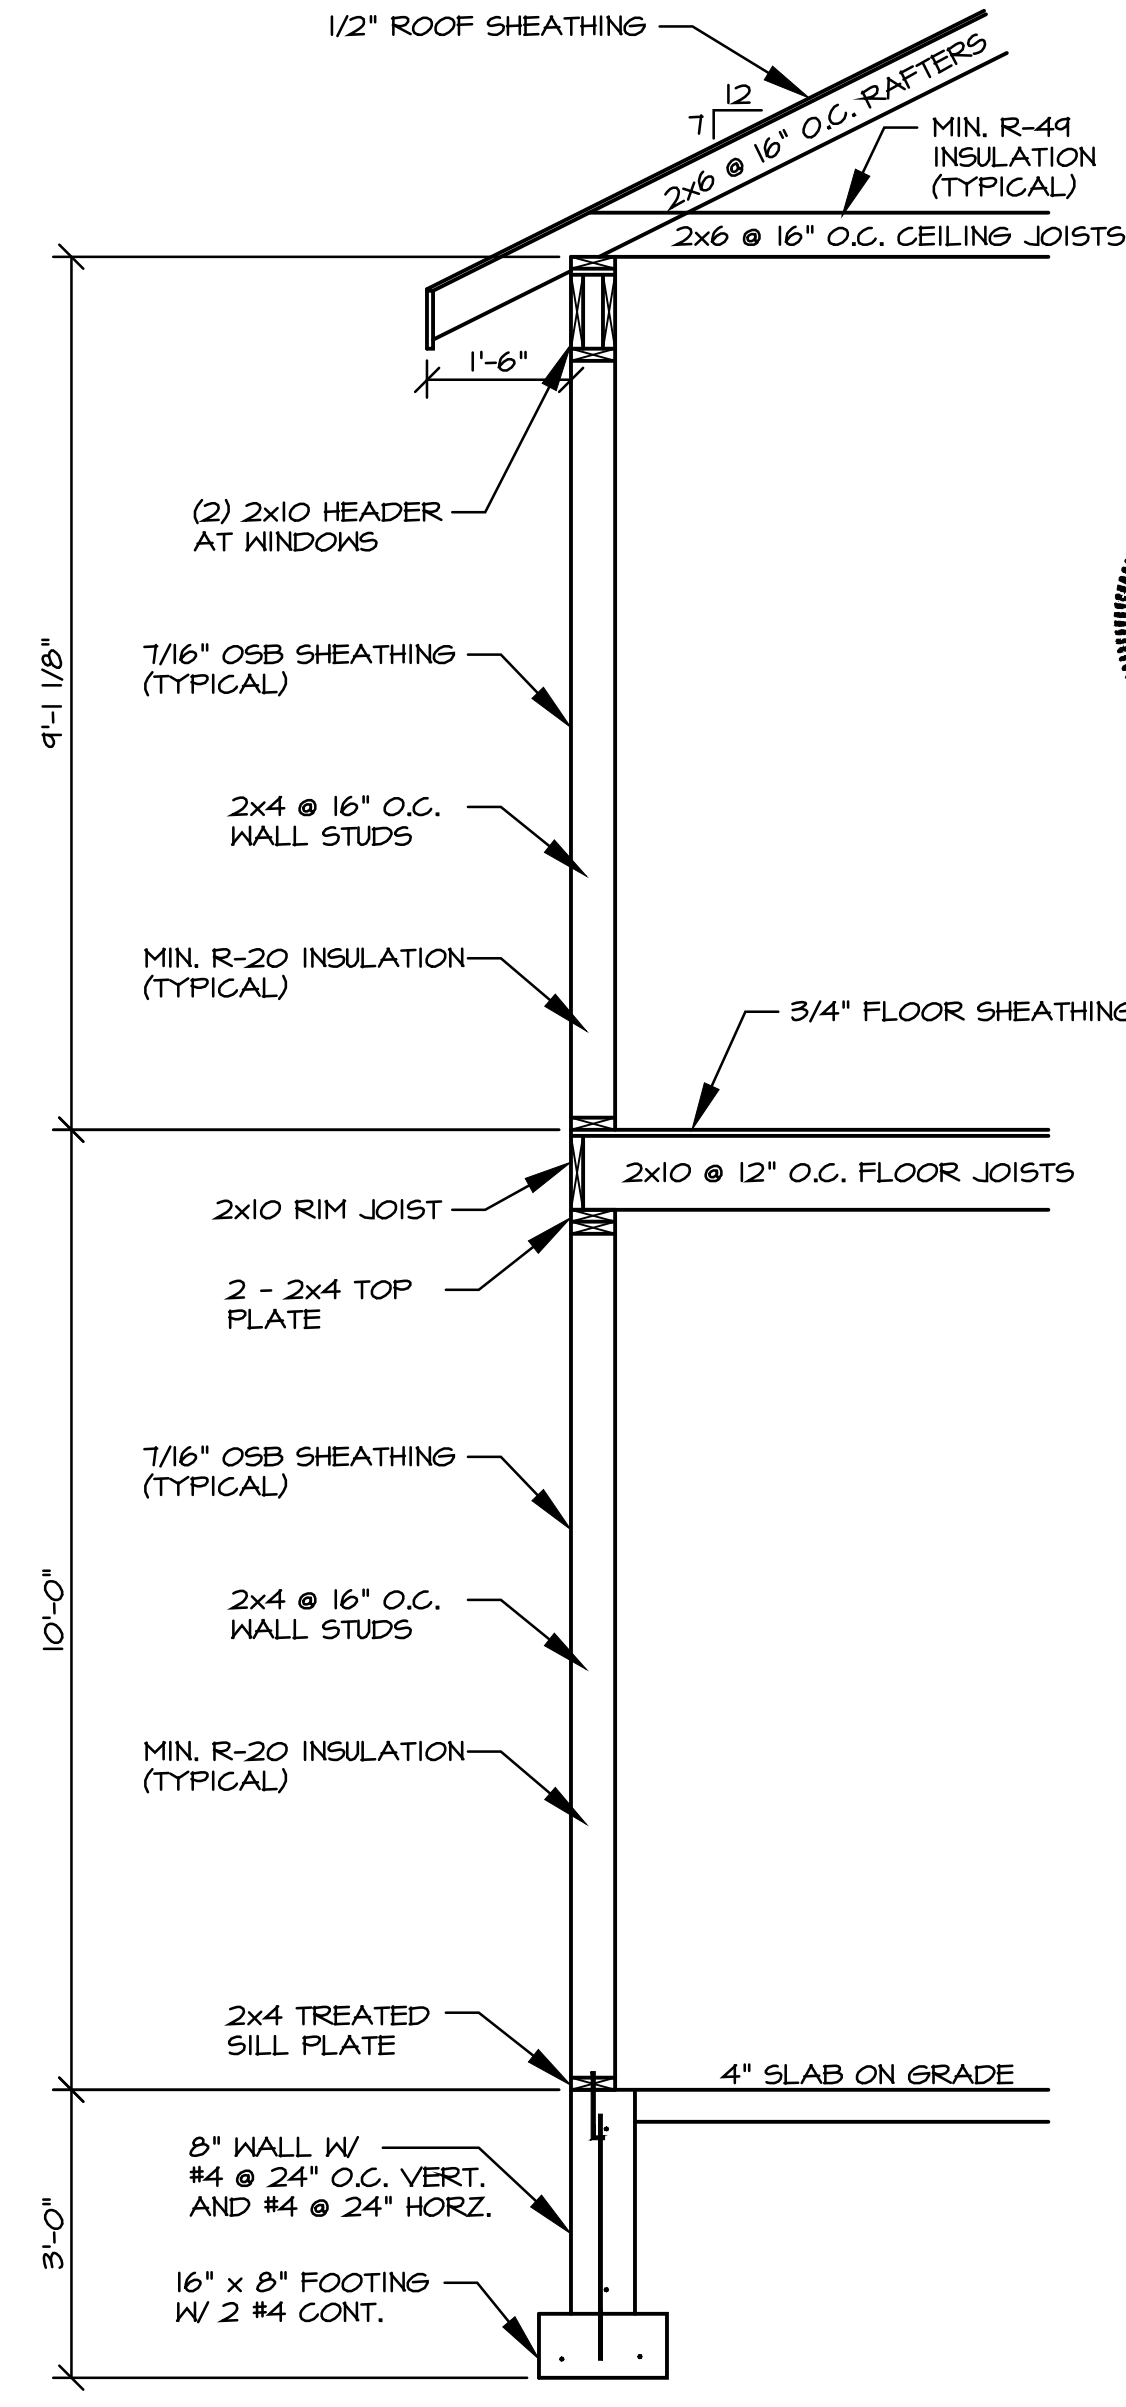 1/2" ROOF SHEATHING
12
7
2x6 @ 16" O.C. RAFTERS
MIN. R-49
INSULATION
(TYPICAL)
2x6 @ 16" O.C. CEILING JOISTS
1'-6"
(2) 2x10 HEADER
AT WINDOWS
9'-1 1/8"
7/16" OSB SHEATHING
(TYPICAL)
2x4 @ 16" O.C.
WALL STUDS
MIN. R-20 INSULATION
(TYPICAL)
3/4" FLOOR SHEATHING
2x10 @ 12" O.C. FLOOR JOISTS
2x10 RIM JOIST
2 - 2x4 TOP
PLATE
7/16" OSB SHEATHING
(TYPICAL)
10'-0"
2x4 @ 16" O.C.
WALL STUDS
MIN. R-20 INSULATION
(TYPICAL)
2x4 TREATED
SILL PLATE
4" SLAB ON GRADE
8" WALL W/
#4 @ 24" O.C. VERT.
AND #4 @ 24" HORZ.
3'-0"
16" x 8" FOOTING
W/ 2 #4 CONT.